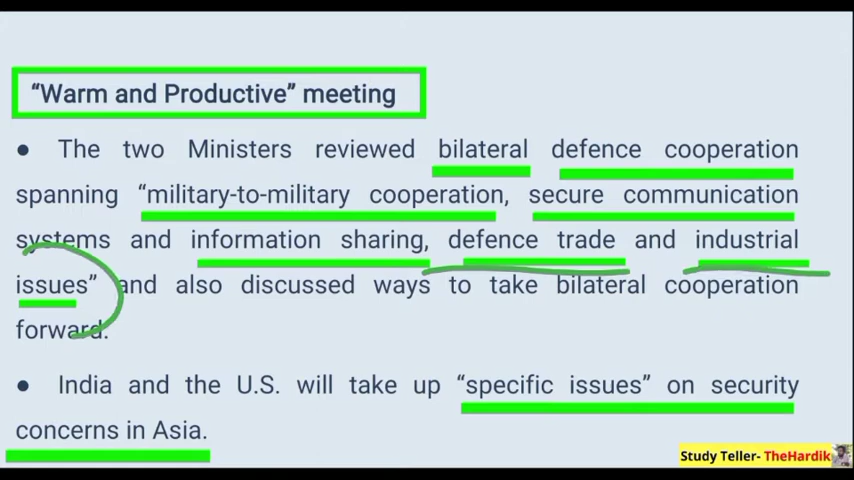 “Warm and Productive” meeting
● The two Ministers reviewed bilateral defence cooperation
spanning “military-to-military cooperation, secure communication
systems and information sharing, defence trade and industrial
issues” and also discussed ways to take bilateral cooperation
forward.
● India and the U.S. will take up “specific issues” on security
concerns in Asia.
Study Teller- TheHardik